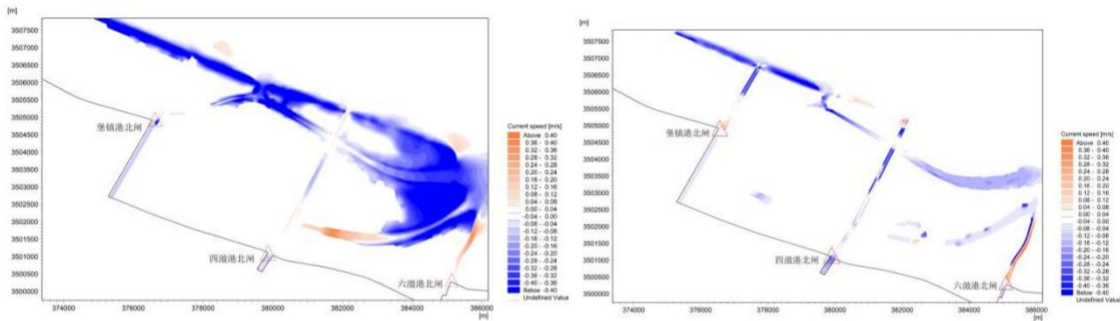 [m]
3507500
3507000
3506500
3506000
3505500
3505000
3504500
3504000
3503500
3503000
3502500
3502000
3501500
3501000
3500500
3500000
堡镇港北闸
四滧港北闸
六滧港北闸
374000
376000
378000
380000
382000
384000
386000
[m]
Current speed [m/s]
Above 0.40
0.36 - 0.40
0.32 - 0.36
0.28 - 0.32
0.24 - 0.28
0.20 - 0.24
0.16 - 0.20
0.12 - 0.16
0.08 - 0.12
0.04 - 0.08
0.00 - 0.04
-0.04 - 0.00
-0.08 - -0.04
-0.12 - -0.08
-0.16 - -0.12
-0.20 - -0.16
-0.24 - -0.20
-0.28 - -0.24
-0.32 - -0.28
-0.36 - -0.32
-0.40 - -0.36
Below -0.40
Undefined Value
[m]
3507500
3507000
3506500
3506000
3505500
3505000
3504500
3504000
3503500
3503000
3502500
3502000
3501500
3501000
3500500
3500000
堡镇港北闸
四滧港北闸
六滧港北闸
374000
376000
378000
380000
382000
384000
386000
[m]
Current speed [m/s]
Above 0.40
0.36 - 0.40
0.32 - 0.36
0.28 - 0.32
0.24 - 0.28
0.20 - 0.24
0.16 - 0.20
0.12 - 0.16
0.08 - 0.12
0.04 - 0.08
0.00 - 0.04
-0.04 - 0.00
-0.08 - -0.04
-0.12 - -0.08
-0.16 - -0.12
-0.20 - -0.16
-0.24 - -0.20
-0.28 - -0.24
-0.32 - -0.28
-0.36 - -0.32
-0.40 - -0.36
Below -0.40
Undefined Value